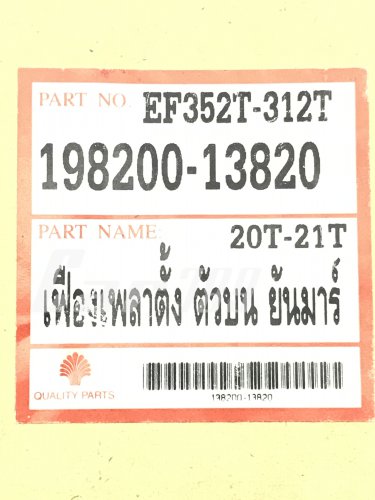 PART NO. EF352T-312T
198200-13820
PART NAME: 20T-21T
เฟืองเพลาตั้ง ตัวบน ยันมาร์
QUALITY PARTS
198200-13820